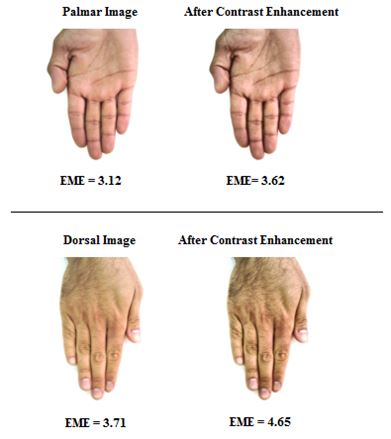 Palmar Image After Contrast Enhancement
EME = 3.12 EME= 3.62
Dorsal Image After Contrast Enhancement
EME = 3.71 EME = 4.65